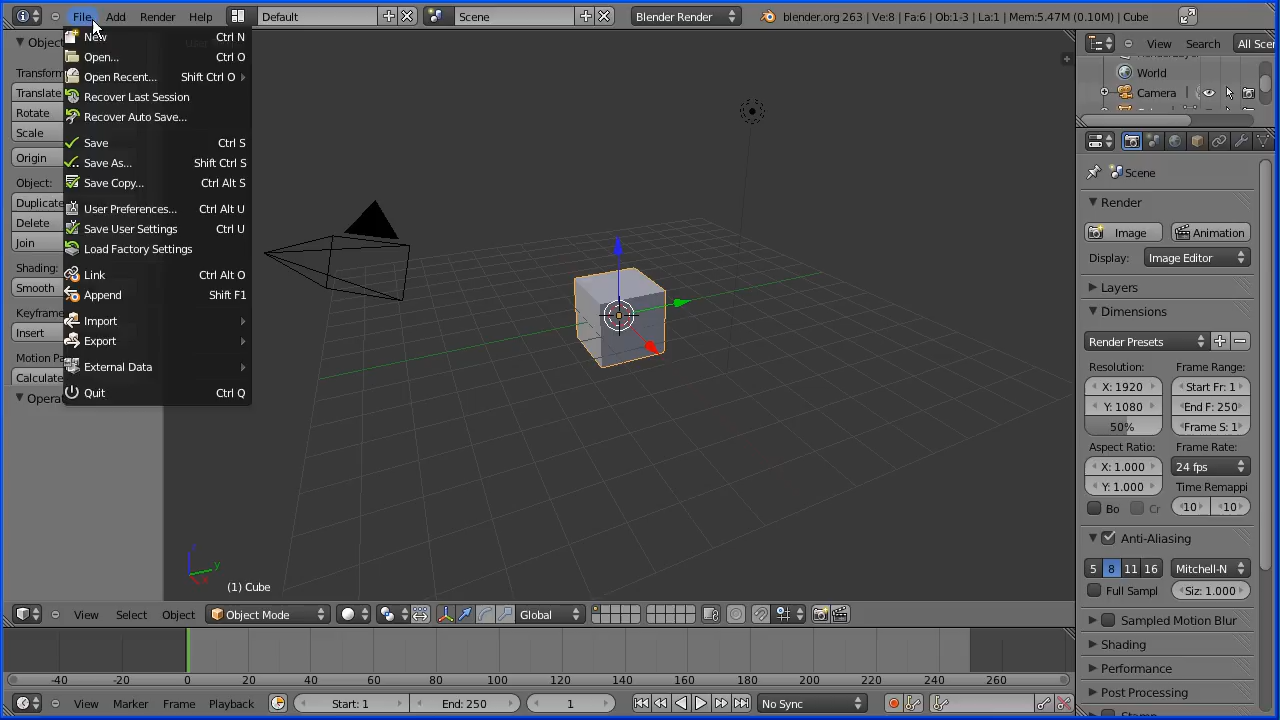 File Add Render Help Default Scene Blender Render blender.org 263 | Ve:8 | Fa:6 | Ob:1-3 | La:1 | Mem:5.47M (0.10M) | Cube
New Ctrl N
Open... Ctrl O
Open Recent... Shift Ctrl O
Recover Last Session
Recover Auto Save...
Save Ctrl S
Save As... Shift Ctrl S
Save Copy... Ctrl Alt S
User Preferences... Ctrl Alt U
Save User Settings Ctrl U
Load Factory Settings
Link Ctrl Alt O
Append Shift F1
Import
Export
External Data
Quit Ctrl Q
Transform
Translate
Rotate
Scale
Origin
Object:
Duplicate
Delete
Join
Shading:
Smooth
Keyframe
Insert
Motion Pa
Calculate
Opera
(1) Cube
z
y
x
View Select Object Object Mode Global
View Search All Sce
World
Camera
Scene
Render
Image Animation
Display: Image Editor
Layers
Dimensions
Render Presets
Resolution: Frame Range:
X: 1920 Start Fr: 1
Y: 1080 End F: 250
50% Frame S: 1
Aspect Ratio: Frame Rate:
X: 1.000 24 fps
Y: 1.000 Time Remappi
Bo Cr 10 10
Anti-Aliasing
5 8 11 16 Mitchell-N
Full Sampl Siz: 1.000
Sampled Motion Blur
Shading
Performance
Post Processing
-40 -20 0 20 40 60 80 100 120 140 160 180 200 220 240 260
View Marker Frame Playback Start: 1 End: 250 1 No Sync